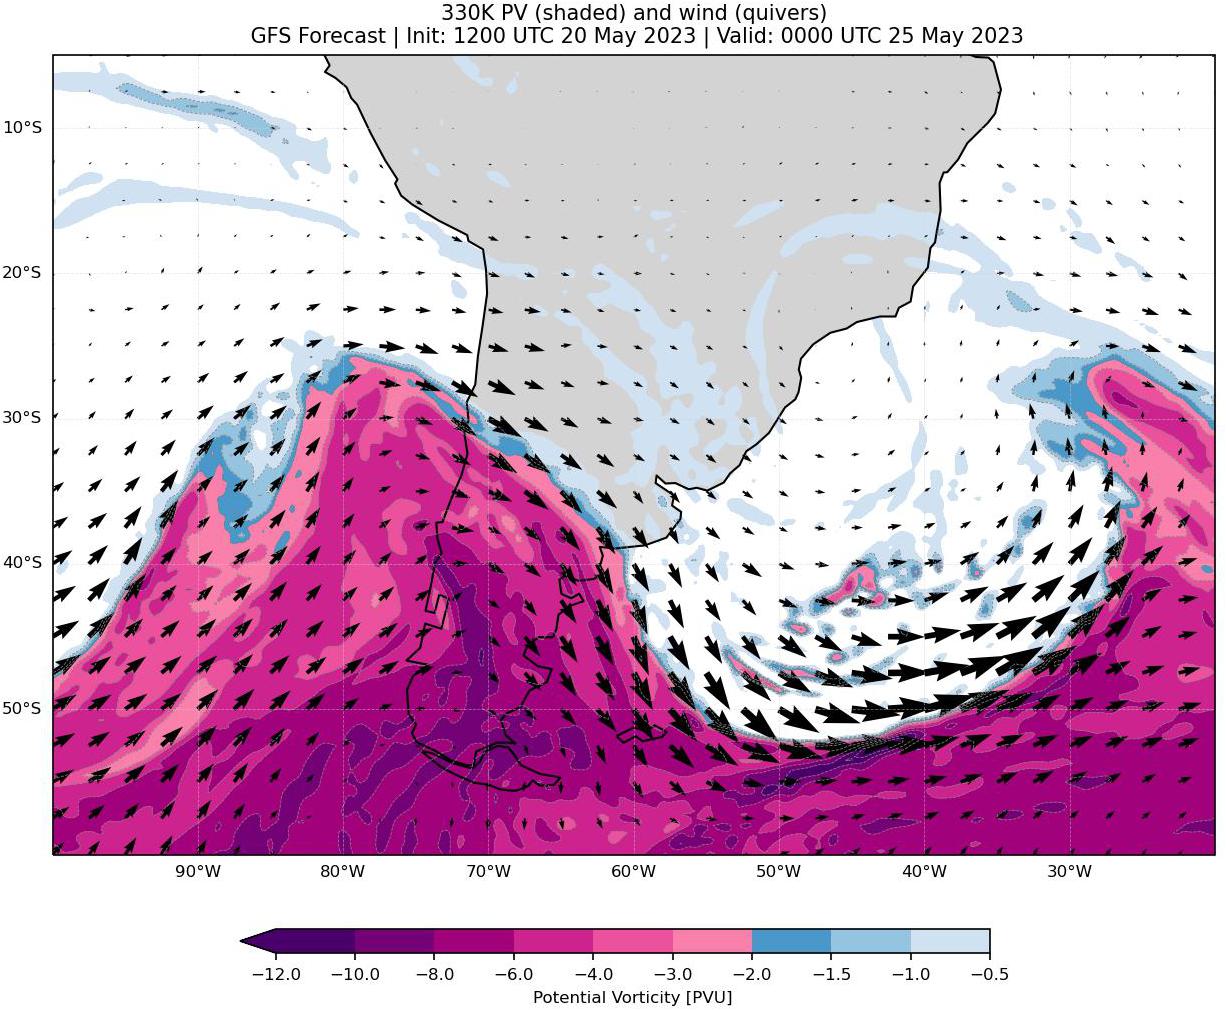 330K PV (shaded) and wind (quivers)
GFS Forecast | Init: 1200 UTC 20 May 2023 | Valid: 0000 UTC 25 May 2023
10°S
20°S
30°S
40°S
50°S
90°W 80°W 70°W 60°W 50°W 40°W 30°W
−12.0 −10.0 −8.0 −6.0 −4.0 −3.0 −2.0 −1.5 −1.0 −0.5
Potential Vorticity [PVU]